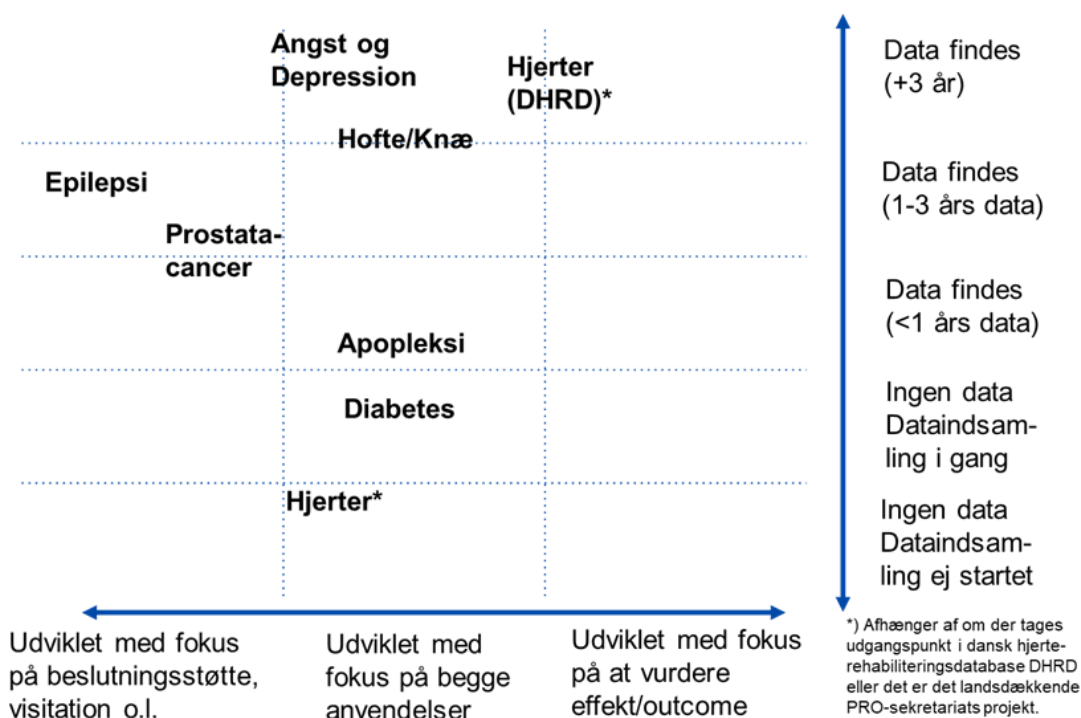 Angst og
Depression
Hjerter
(DHRD)*
Hofte/Knæ
Epilepsi
Prostata-
cancer
Apopleksi
Diabetes
Hjerter*
Data findes
(+3 år)
Data findes
(1-3 års data)
Data findes
(<1 års data)
Ingen data
Dataindsam-
ling i gang
Ingen data
Dataindsam-
ling ej startet
Udviklet med fokus
på beslutningsstøtte,
visitation o.l.
Udviklet med
fokus på begge
anvendelser
Udviklet med fokus
på at vurdere
effekt/outcome
*) Afhænger af om der tages
udgangspunkt i dansk hjerte-
rehabiliteringsdatabase DHRD
eller det er det landsdækkende
PRO-sekretariats projekt.